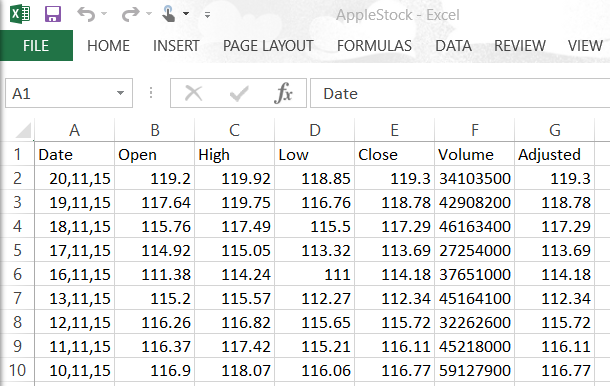 AppleStock - Excel
FILE HOME INSERT PAGE LAYOUT FORMULAS DATA REVIEW VIEW
A1 fx Date
A B C D E F G
1 Date Open High Low Close Volume Adjusted
2 20,11,15 119.2 119.92 118.85 119.3 34103500 119.3
3 19,11,15 117.64 119.75 116.76 118.78 42908200 118.78
4 18,11,15 115.76 117.49 115.5 117.29 46163400 117.29
5 17,11,15 114.92 115.05 113.32 113.69 27254000 113.69
6 16,11,15 111.38 114.24 111 114.18 37651000 114.18
7 13,11,15 115.2 115.57 112.27 112.34 45164100 112.34
8 12,11,15 116.26 116.82 115.65 115.72 32262600 115.72
9 11,11,15 116.37 117.42 115.21 116.11 45218000 116.11
10 10,11,15 116.9 118.07 116.06 116.77 59127900 116.77